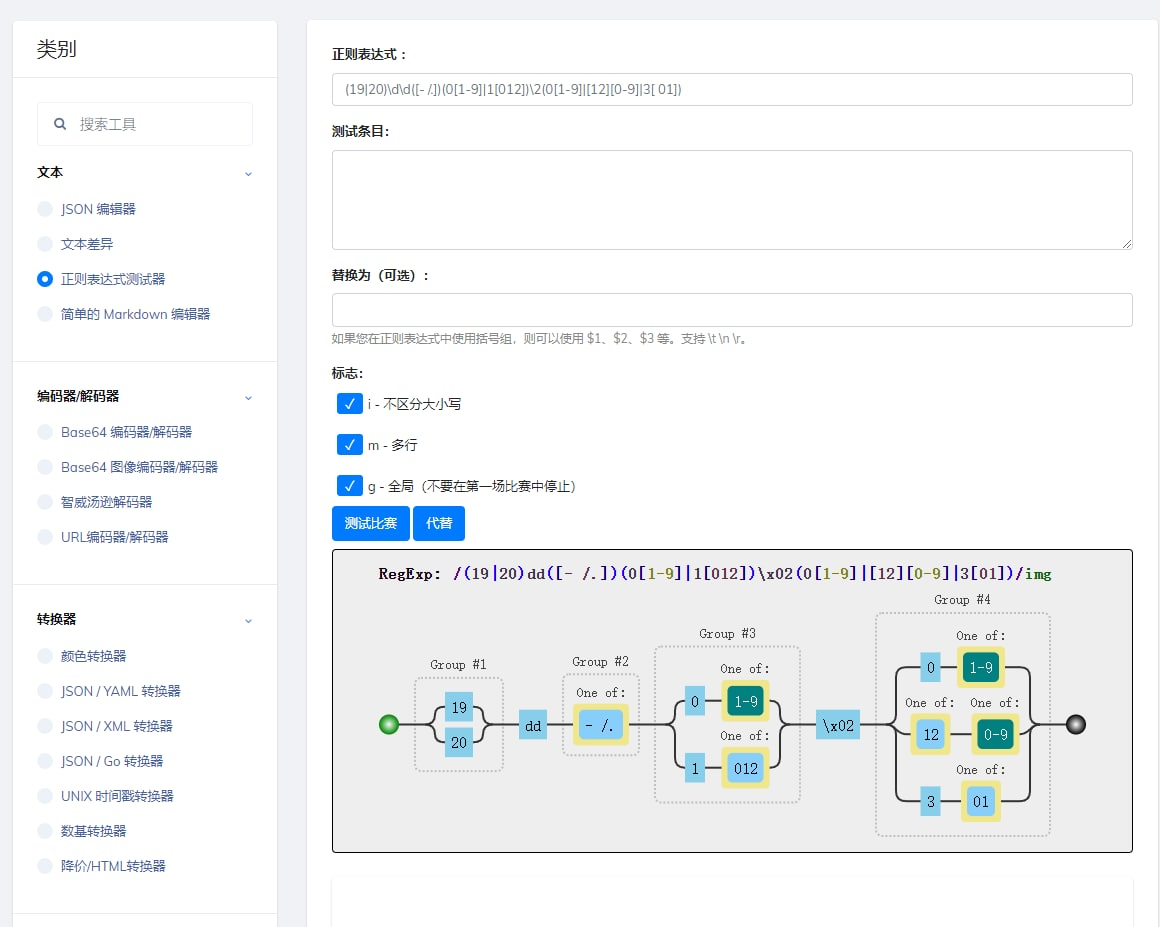 类别
搜索工具
文本
JSON 编辑器
文本差异
正则表达式测试器
简单的 Markdown 编辑器
编码器/解码器
Base64 编码器/解码器
Base64 图像编码器/解码器
智威汤逊解码器
URL编码器/解码器
转换器
颜色转换器
JSON / YAML 转换器
JSON / XML 转换器
JSON / Go 转换器
UNIX 时间戳转换器
数基转换器
降价/HTML转换器
正则表达式：
(19|20)\d\d([- /.])(0[1-9]|1[012])\2(0[1-9]|[12][0-9]|3[ 01])
测试条目：
替换为（可选）：
如果您在正则表达式中使用括号组，则可以使用 $1、$2、$3 等。支持 \t \n \r。
标志：
i - 不区分大小写
m - 多行
g - 全局（不要在第一场比赛中停止）
测试比赛 代替
RegExp: /(19|20)dd([- /.])(0[1-9]|1[012])\x02(0[1-9]|[12][0-9]|3[01])/img
Group #1
19
20
dd
Group #2
One of:
- /.
Group #3
One of:
0 1-9
One of:
1 012
\x02
Group #4
One of:
0 1-9
One of: One of:
12 0-9
One of:
3 01